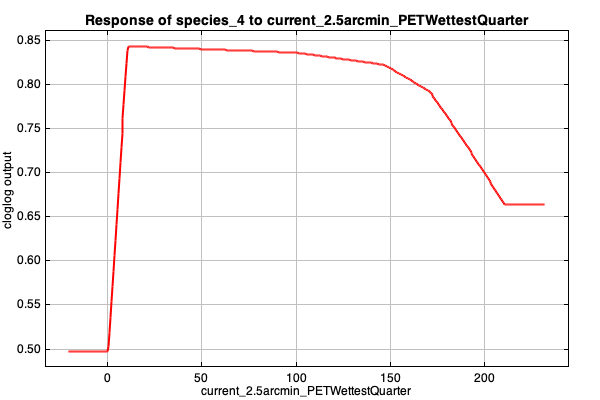 Response of species_4 to current_2.5arcmin_PETWettestQuarter
0.85
0.80
0.75
0.70
0.65
0.60
0.55
0.50
cloglog output
0 50 100 150 200
current_2.5arcmin_PETWettestQuarter